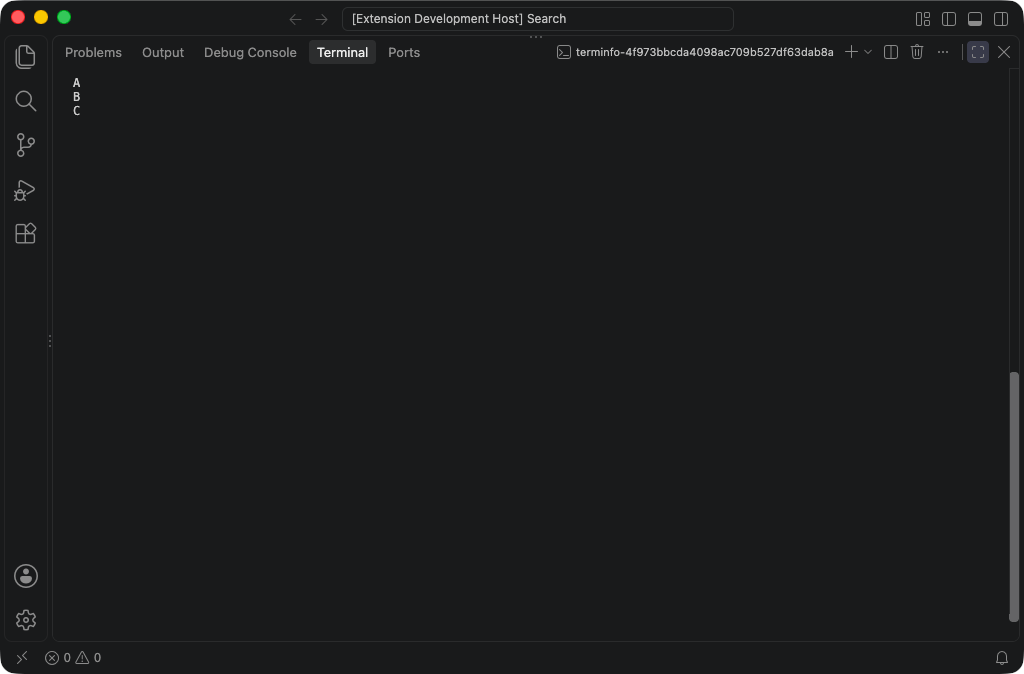 [Extension Development Host] Search
Problems Output Debug Console Terminal Ports terminfo-4f973bbcda4098ac709b527df63dab8a
A
B
C
0 0